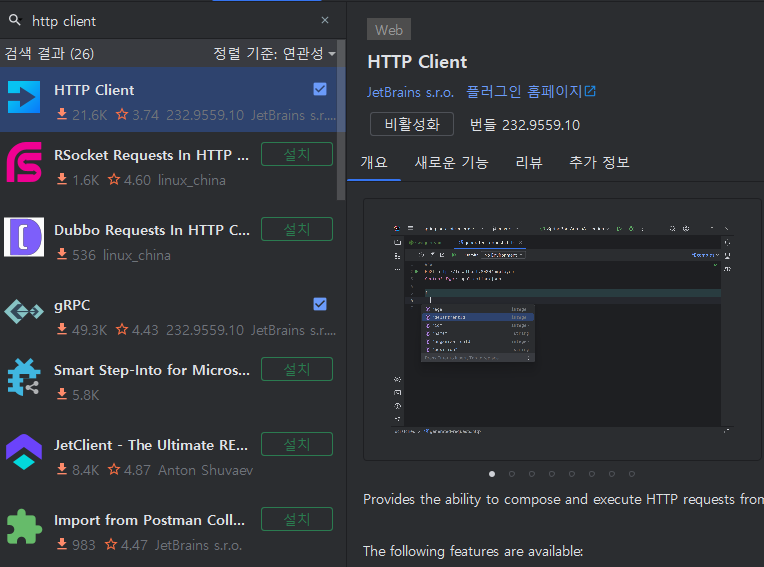 http client
검색 결과 (26)
정렬 기준: 연관성
HTTP Client
21.6K 3.74 232.9559.10 JetBrains s.r....
RSocket Requests In HTTP ...
설치
1.6K 4.60 linux_china
Dubbo Requests In HTTP C...
설치
536 linux_china
gRPC
49.3K 4.43 232.9559.10 JetBrains s.r....
Smart Step-Into for Micros...
설치
5.8K
JetClient - The Ultimate RE...
설치
8.4K 4.87 Anton Shuvaev
Import from Postman Coll...
설치
983 4.47 JetBrains s.r.o.
Web
HTTP Client
JetBrains s.r.o. 플러그인 홈페이지
비활성화
번들 232.9559.10
개요 새로운 기능 리뷰 추가 정보
Provides the ability to compose and execute HTTP requests from
The following features are available: